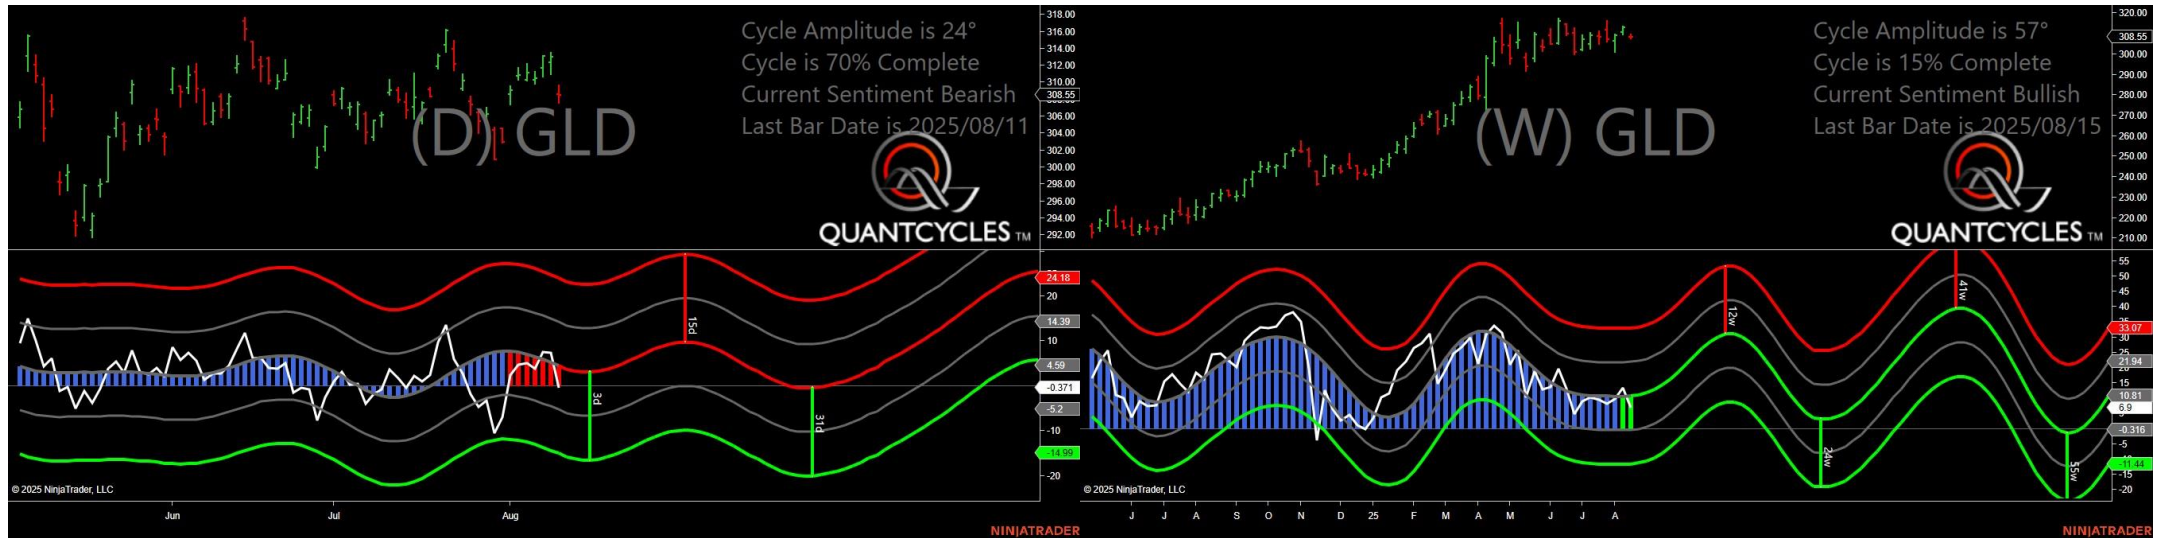 Cycle Amplitude is 24°
Cycle is 70% Complete
Current Sentiment Bearish
Last Bar Date is 2025/08/11
(D) GLD
QUANTCYCLES TM
318.00
316.00
314.00
312.00
310.00
308.55
306.00
304.00
302.00
300.00
298.00
296.00
294.00
292.00
24.18
20
14.39
10
4.59
-0.371
-5.2
-10
-14.99
-20
3d
15d
31d
© 2025 NinjaTrader, LLC
Jun
Jul
Aug
NINJATRADER
Cycle Amplitude is 57°
Cycle is 15% Complete
Current Sentiment Bullish
Last Bar Date is 2025/08/15
(W) GLD
QUANTCYCLES TM
320.00
308.55
300.00
290.00
280.00
270.00
260.00
250.00
240.00
230.00
220.00
210.00
55
50
45
40
33.07
30
25
21.94
20
15
10.81
6.9
-0.316
-5
-11.44
-15
-20
12w
24w
41w
55w
© 2025 NinjaTrader, LLC
J
J
A
S
O
N
D
25
F
M
A
M
J
J
A
NINJATRADER